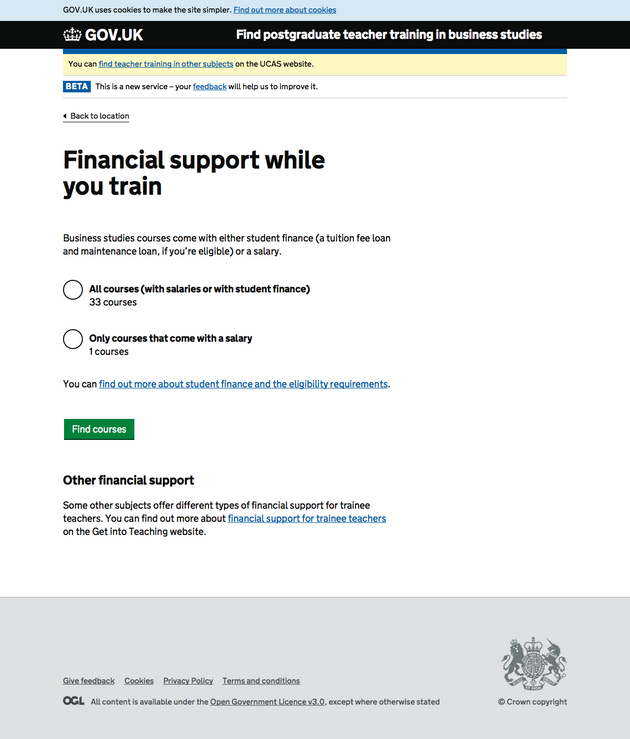 GOV.UK uses cookies to make the site simpler. Find out more about cookies
GOV.UK
Find postgraduate teacher training in business studies
You can find teacher training in other subjects on the UCAS website.
BETA This is a new service – your feedback will help us to improve it.
Back to location
Financial support while
you train
Business studies courses come with either student finance (a tuition fee loan
and maintenance loan, if you’re eligible) or a salary.
All courses (with salaries or with student finance)
33 courses
Only courses that come with a salary
1 courses
You can find out more about student finance and the eligibility requirements.
Find courses
Other financial support
Some other subjects offer different types of financial support for trainee
teachers. You can find out more about financial support for trainee teachers
on the Get into Teaching website.
Give feedback Cookies Privacy Policy Terms and conditions
OGL All content is available under the Open Government Licence v3.0, except where otherwise stated
© Crown copyright